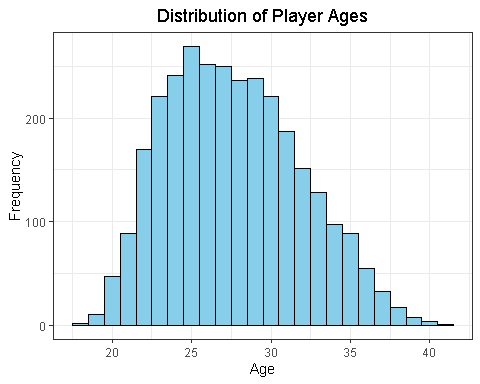 Distribution of Player Ages
Frequency
200
100
0
20 25 30 35 40
Age